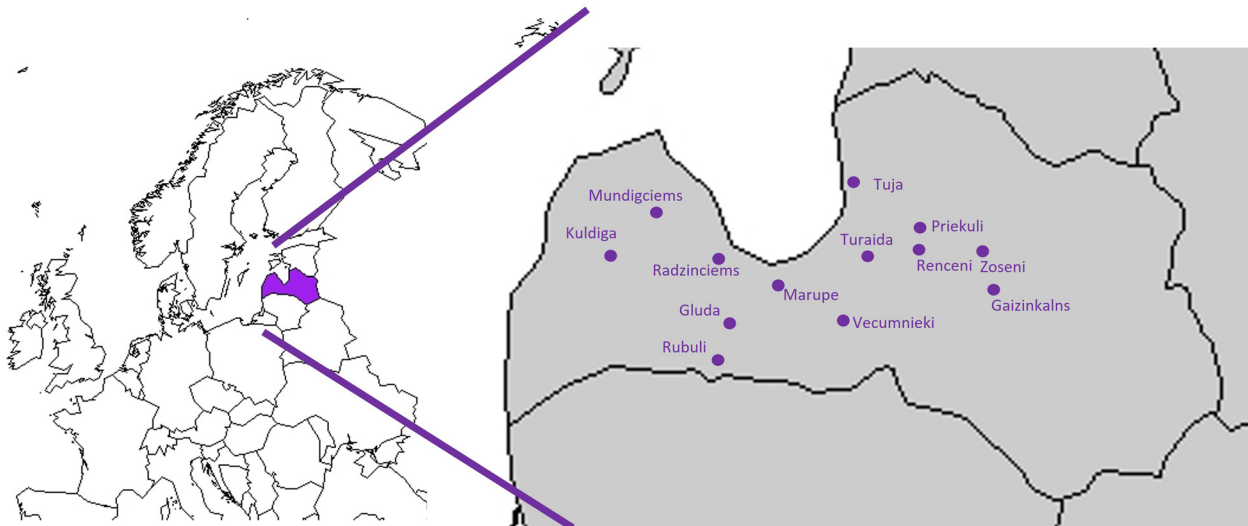 Tuja
Mundigciems
Priekuli
Kuldiga
Turaida
Renceni
Zoseni
Radzinciems
Marupe
Gaizinkalns
Gluda
Vecumnieki
Rubuli